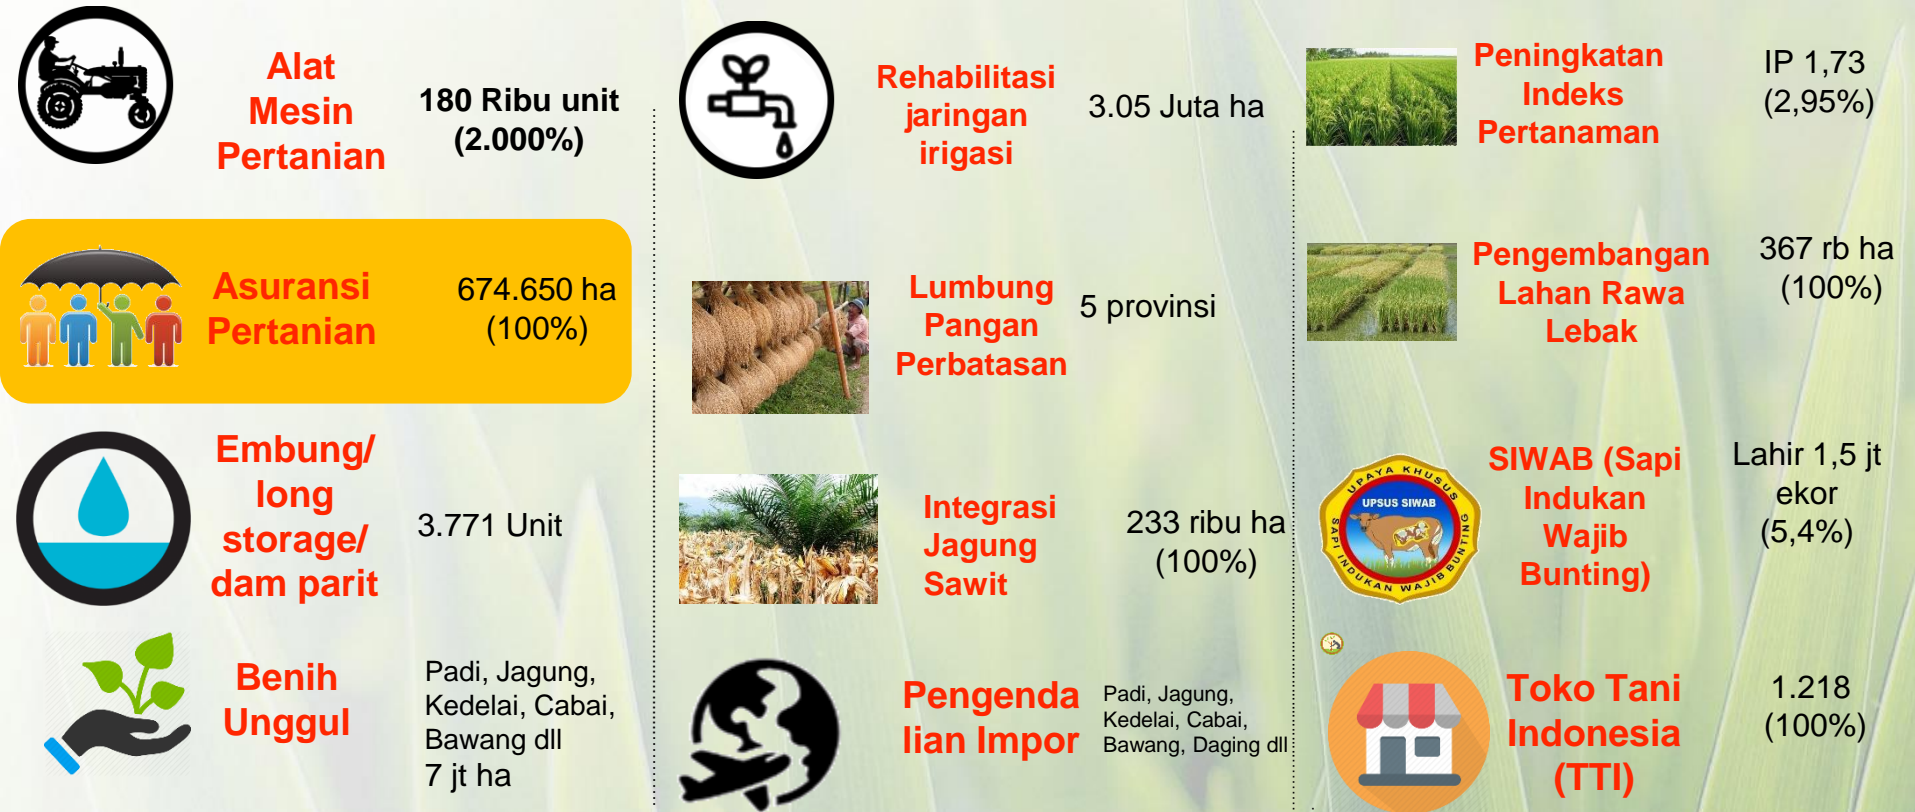 Alat
Mesin
Pertanian
180 Ribu unit
(2.000%)
Asuransi
Pertanian
674.650 ha
(100%)
Embung/
long
storage/
dam parit
3.771 Unit
Benih
Unggul
Padi, Jagung,
Kedelai, Cabai,
Bawang dll
7 jt ha
Rehabilitasi
jaringan
irigasi
3.05 Juta ha
Lumbung
Pangan
Perbatasan
5 provinsi
Integrasi
Jagung
Sawit
233 ribu ha
(100%)
Pengenda
lian Impor
Padi, Jagung,
Kedelai, Cabai,
Bawang, Daging dll
Peningkatan
Indeks
Pertanaman
IP 1,73
(2,95%)
Pengembangan
Lahan Rawa
Lebak
367 rb ha
(100%)
UPAYA KHUSUS
UPSUS SIWAB
SAPI INDUKAN WAJIB BUNTING
SIWAB (Sapi
Indukan
Wajib
Bunting)
Lahir 1,5 jt
ekor
(5,4%)
Toko Tani
Indonesia
(TTI)
1.218
(100%)